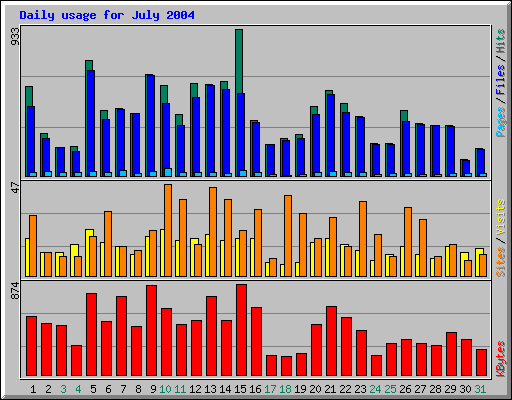 Daily usage for July 2004
933
Pages / Files / Hits
47
Sites / Visits
874
KBytes
1 2 3 4 5 6 7 8 9 10 11 12 13 14 15 16 17 18 19 20 21 22 23 24 25 26 27 28 29 30 31